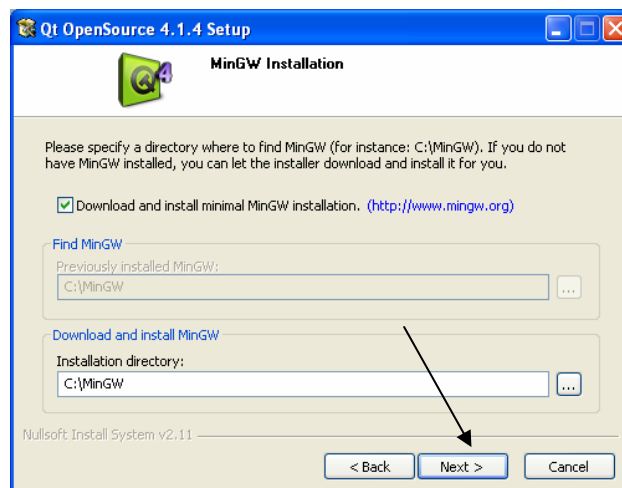 Qt OpenSource 4.1.4 Setup
4
MinGW Installation
Please specify a directory where to find MinGW (for instance: C:\MinGW). If you do not
have MinGW installed, you can let the installer download and install it for you.
Download and install minimal MinGW installation. (http://www.mingw.org)
Find MinGW
Previously installed MinGW:
C:\MinGW ...
Download and install MinGW
Installation directory:
C:\MinGW ...
Nullsoft Install System v2.11
< Back Next > Cancel